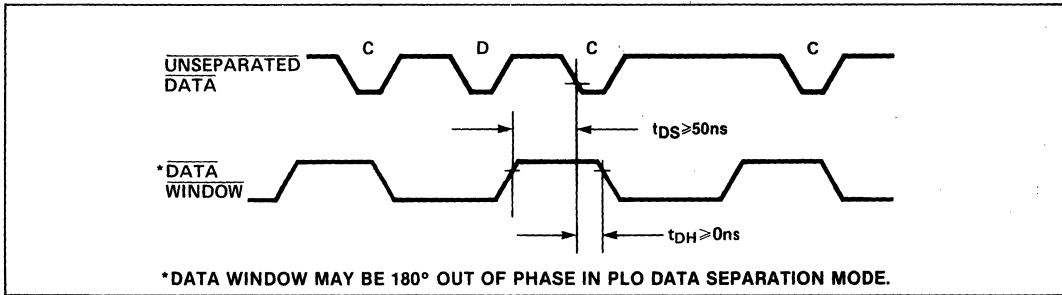 C D C C
UNSEPARATED
DATA
tDS⩾50ns
*DATA
WINDOW
tDH⩾0ns
*DATA WINDOW MAY BE 180° OUT OF PHASE IN PLO DATA SEPARATION MODE.